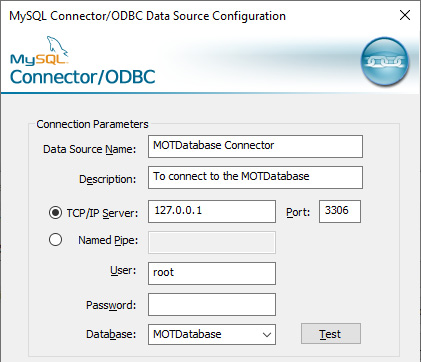 MySQL Connector/ODBC Data Source Configuration
MySQL
Connector/ODBC
Connection Parameters
Data Source Name: MOTDatabase Connector
Description: To connect to the MOTDatabase
TCP/IP Server: 127.0.0.1 Port: 3306
Named Pipe:
User: root
Password:
Database: MOTDatabase Test